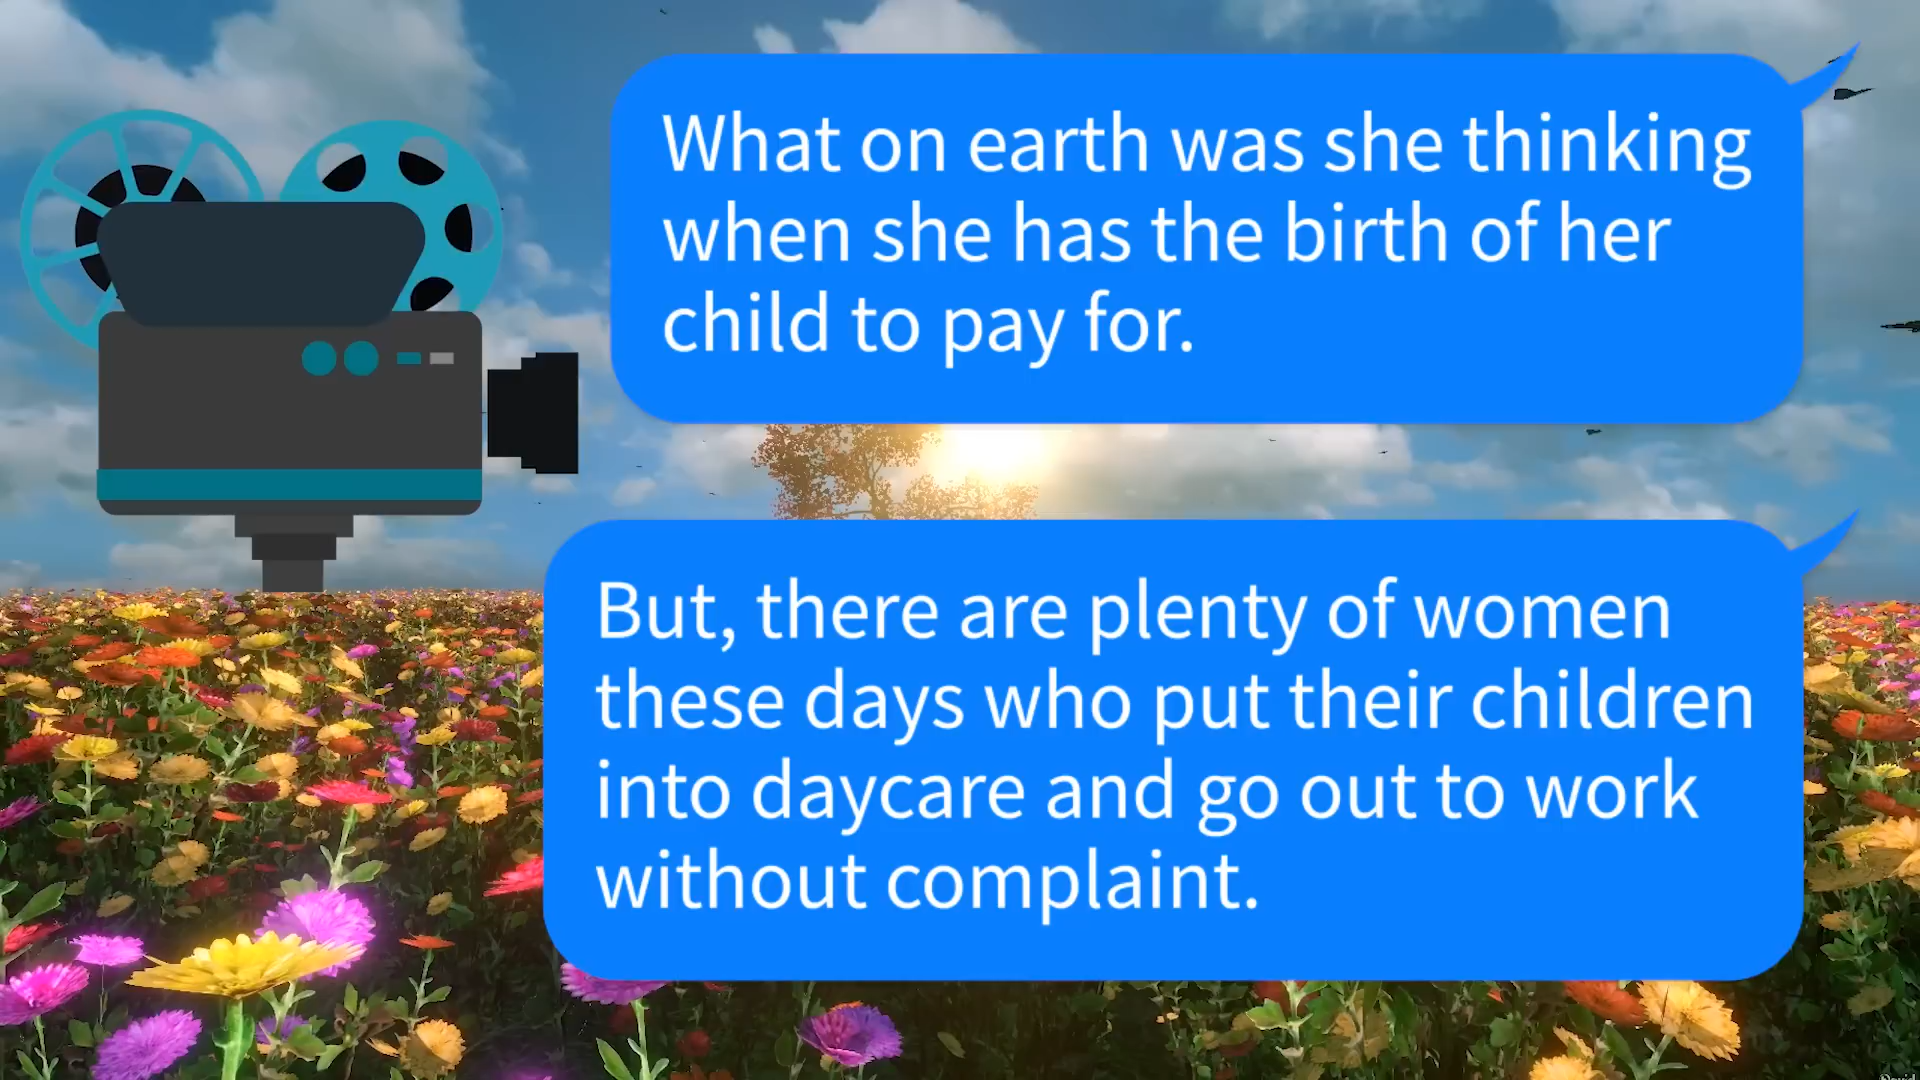 What on earth was she thinking
when she has the birth of her
child to pay for.
But, there are plenty of women
these days who put their children
into daycare and go out to work
without complaint.